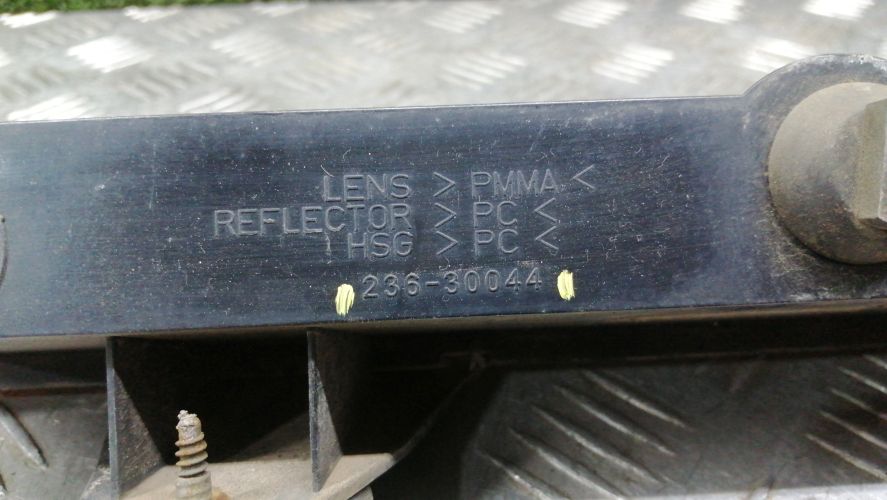 LENS > PMMA <
REFLECTOR > PC <
HSG > PC <
236-30044